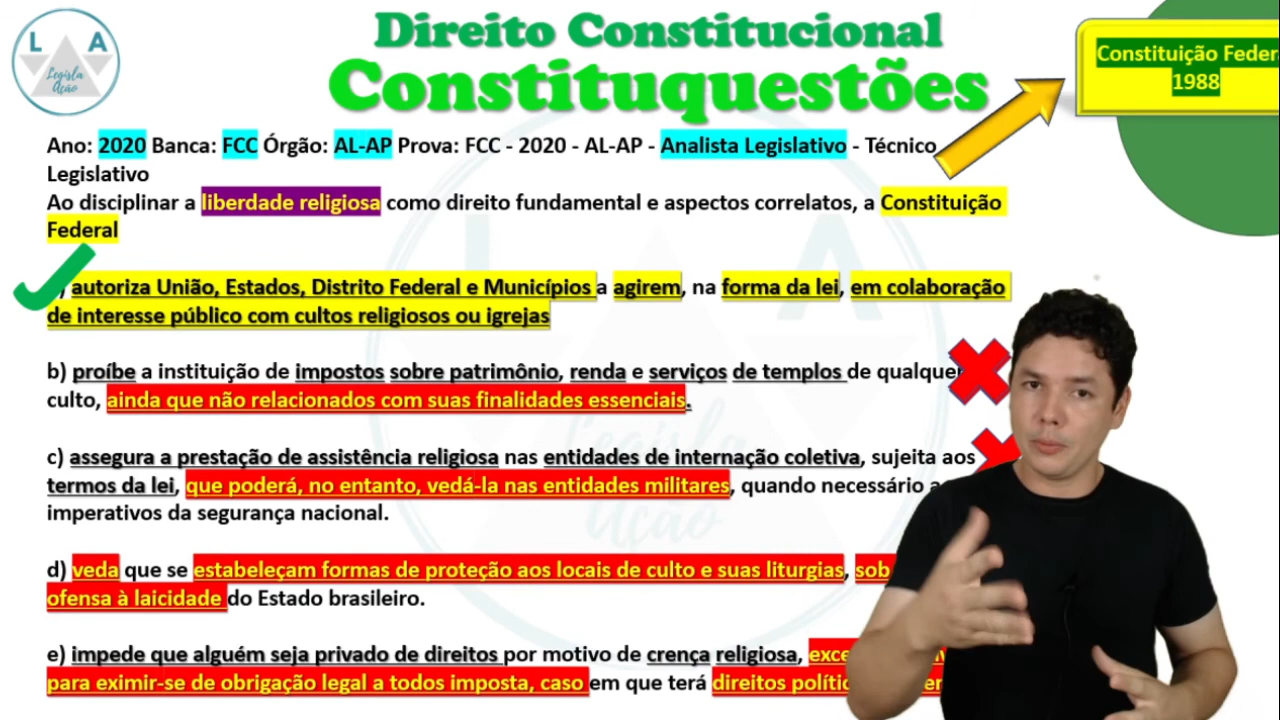 L A
Legisla
Ação
Direito Constitucional
Constituquestões
Constituição Feder
1988
Ano: 2020 Banca: FCC Órgão: AL-AP Prova: FCC - 2020 - AL-AP - Analista Legislativo - Técnico
Legislativo
Ao disciplinar a liberdade religiosa como direito fundamental e aspectos correlatos, a Constituição
Federal
) autoriza União, Estados, Distrito Federal e Municípios a agirem, na forma da lei, em colaboração
de interesse público com cultos religiosos ou igrejas
b) proíbe a instituição de impostos sobre patrimônio, renda e serviços de templos de qualquer
culto, ainda que não relacionados com suas finalidades essenciais.
c) assegura a prestação de assistência religiosa nas entidades de internação coletiva, sujeita aos
termos da lei, que poderá, no entanto, vedá-la nas entidades militares, quando necessário
imperativos da segurança nacional.
d) veda que se estabeleçam formas de proteção aos locais de culto e suas liturgias, sob
ofensa à laicidade do Estado brasileiro.
e) impede que alguém seja privado de direitos por motivo de crença religiosa,
para eximir-se de obrigação legal a todos imposta, caso em que terá direitos